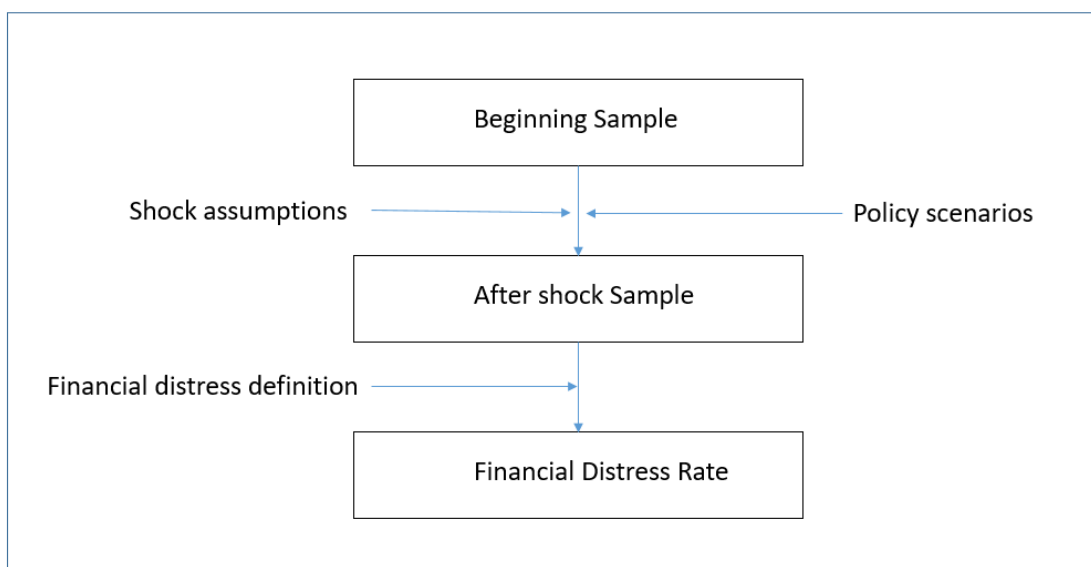 Beginning Sample
Shock assumptions
Policy scenarios
After shock Sample
Financial distress definition
Financial Distress Rate